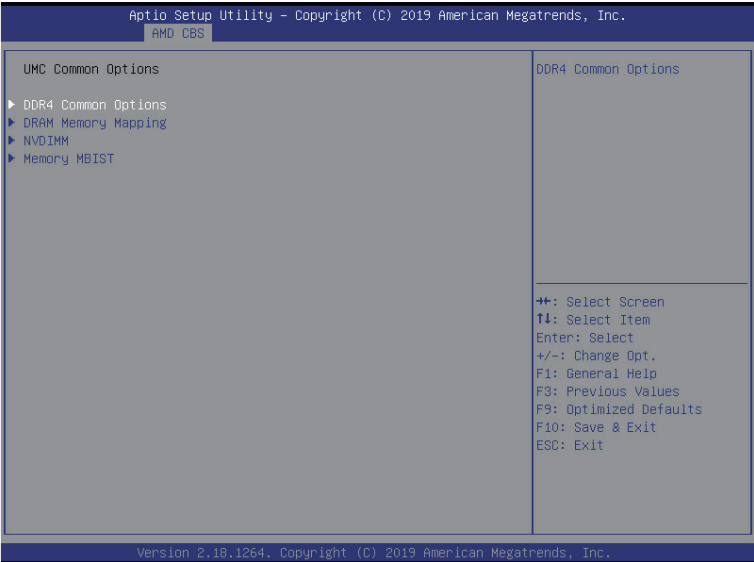 Aptio Setup Utility – Copyright (C) 2019 American Megatrends, Inc.
AMD CBS
UMC Common Options
DDR4 Common Options
DRAM Memory Mapping
NVDIMM
Memory MBIST
DDR4 Common Options
→←: Select Screen
↑↓: Select Item
Enter: Select
+/-: Change Opt.
F1: General Help
F3: Previous Values
F9: Optimized Defaults
F10: Save & Exit
ESC: Exit
Version 2.18.1264. Copyright (C) 2019 American Megatrends, Inc.